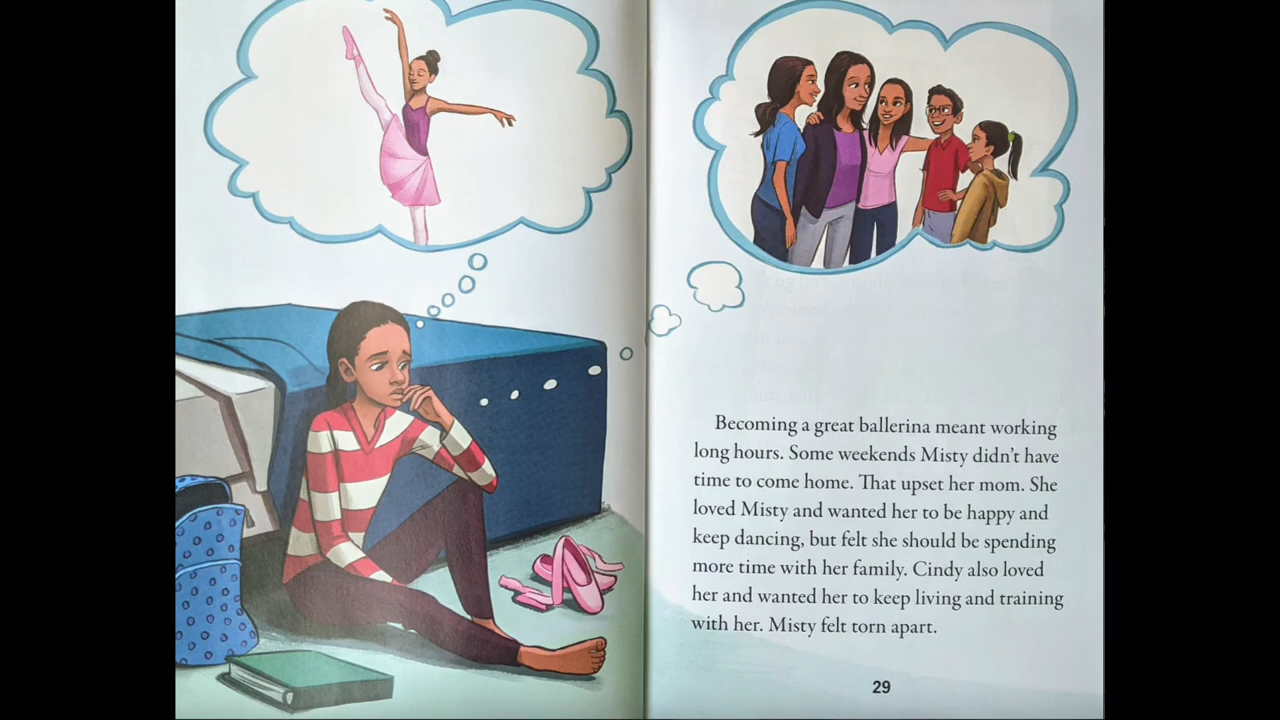 Becoming a great ballerina meant working
long hours. Some weekends Misty didn’t have
time to come home. That upset her mom. She
loved Misty and wanted her to be happy and
keep dancing, but felt she should be spending
more time with her family. Cindy also loved
her and wanted her to keep living and training
with her. Misty felt torn apart.
29